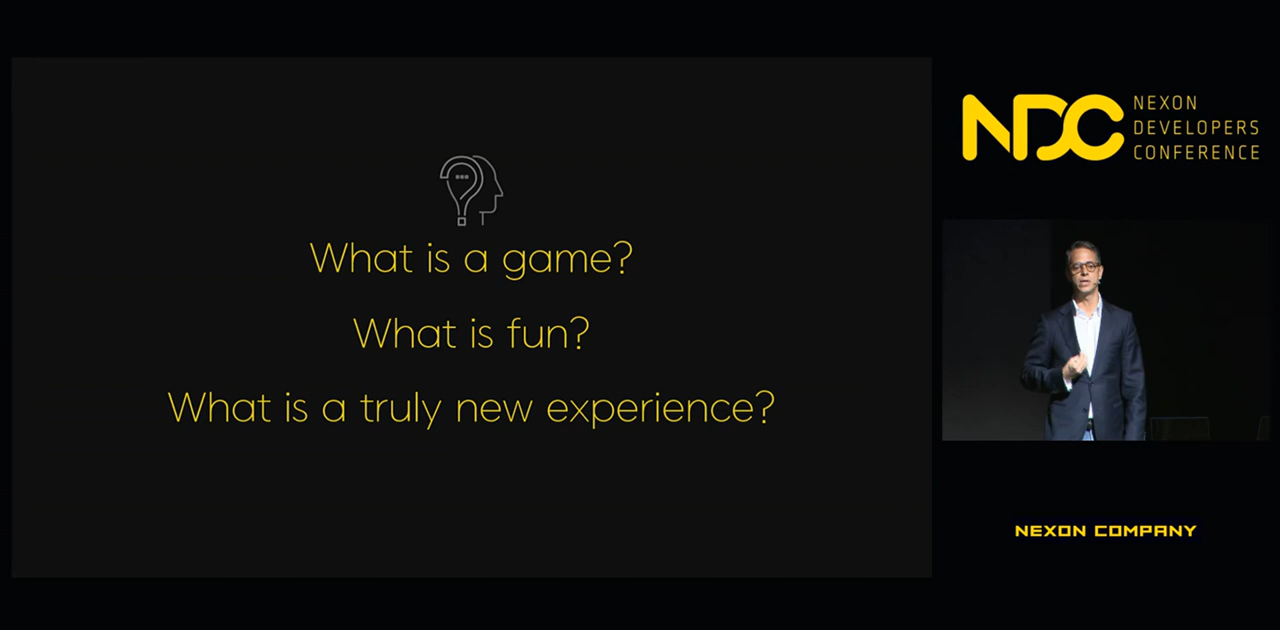 What is a game?
What is fun?
What is a truly new experience?
NDC
NEXON
DEVELOPERS
CONFERENCE
NEXON COMPANY